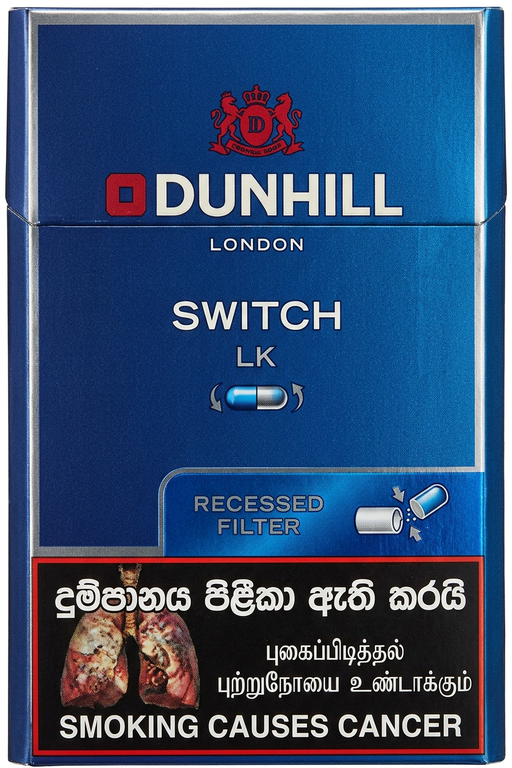 D
DUNHILL
LONDON
SWITCH
LK
RECESSED
FILTER
දුම්පානය පිළිකා ඇති කරයි
புகைப்பிடித்தல்
புற்றுநோயை உண்டாக்கும்
SMOKING CAUSES CANCER